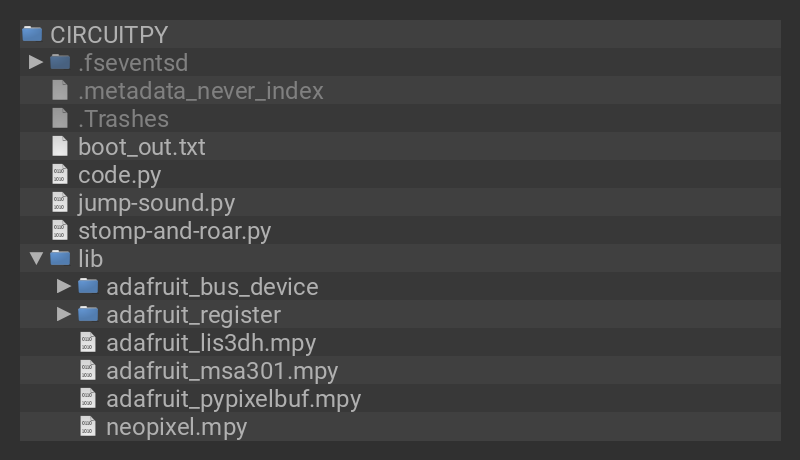 CIRCUITPY
.fseventsd
.metadata_never_index
.Trashes
boot_out.txt
code.py
jump-sound.py
stomp-and-roar.py
lib
adafruit_bus_device
adafruit_register
adafruit_lis3dh.mpy
adafruit_msa301.mpy
adafruit_pypixelbuf.mpy
neopixel.mpy